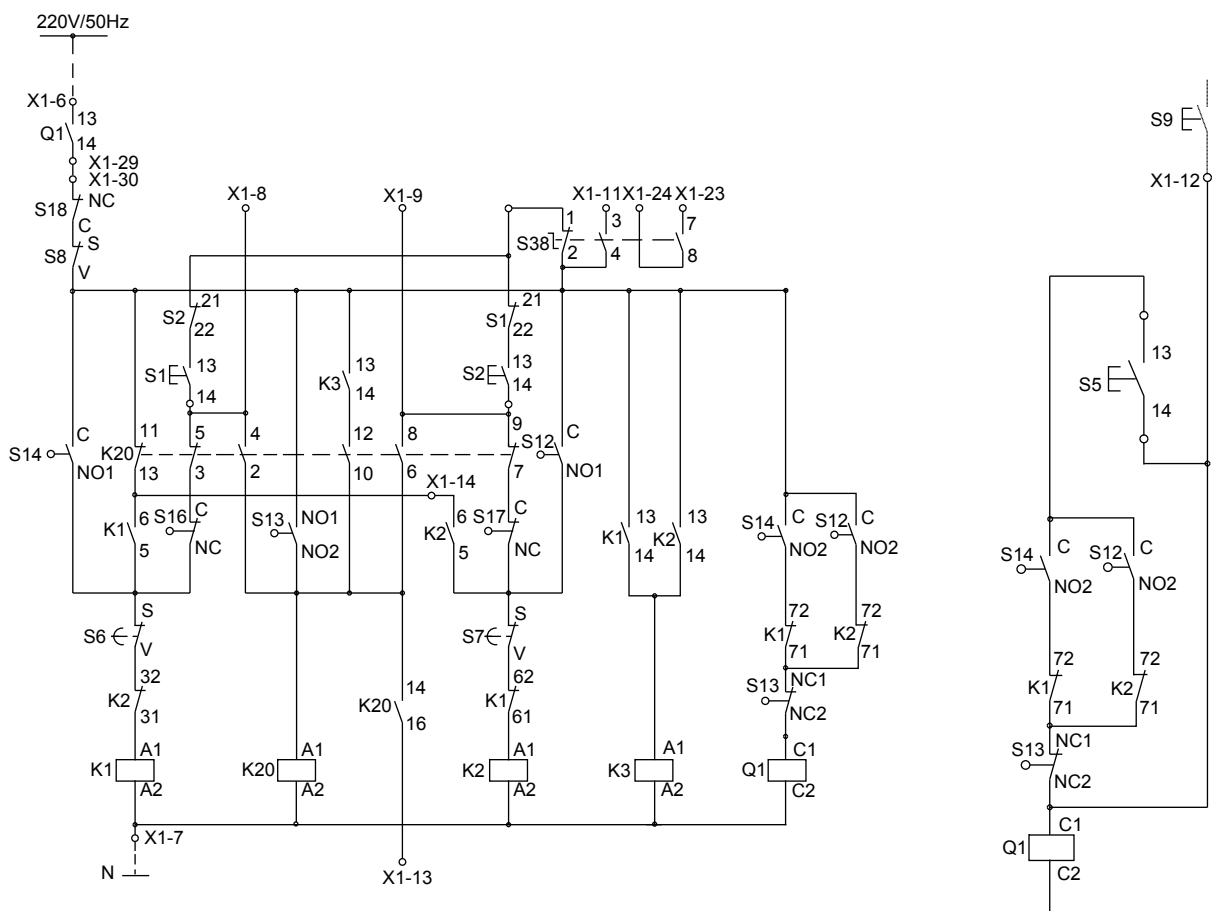 220V/50Hz
X1-6
13
Q1
14
X1-29
X1-30
NC
S18
C
S
S8
V
X1-8
X1-9
X1-11
X1-24
X1-23
1
S38
2
3
4
7
8
S9
X1-12
21
S2
22
13
S1
14
13
K3
14
21
S1
22
13
S2
14
13
S5
14
C
S14
NO1
11
K20
13
5
3
4
2
12
10
8
6
9
7
S12
C
NO1
X1-14
6
K1
5
S16
C
NC
S13
NO1
NO2
6
K2
5
S17
C
NC
13
K1
14
13
K2
14
S14
C
NO2
S12
C
NO2
S14
C
NO2
S12
C
NO2
S
S6
V
S
S7
V
72
K1
71
72
K2
71
72
K1
71
72
K2
71
32
K2
31
14
K20
16
62
K1
61
S13
NC1
NC2
S13
NC1
NC2
A1
K1
A2
A1
K20
A2
A1
K2
A2
A1
K3
A2
C1
Q1
C2
C1
Q1
C2
X1-7
N
X1-13